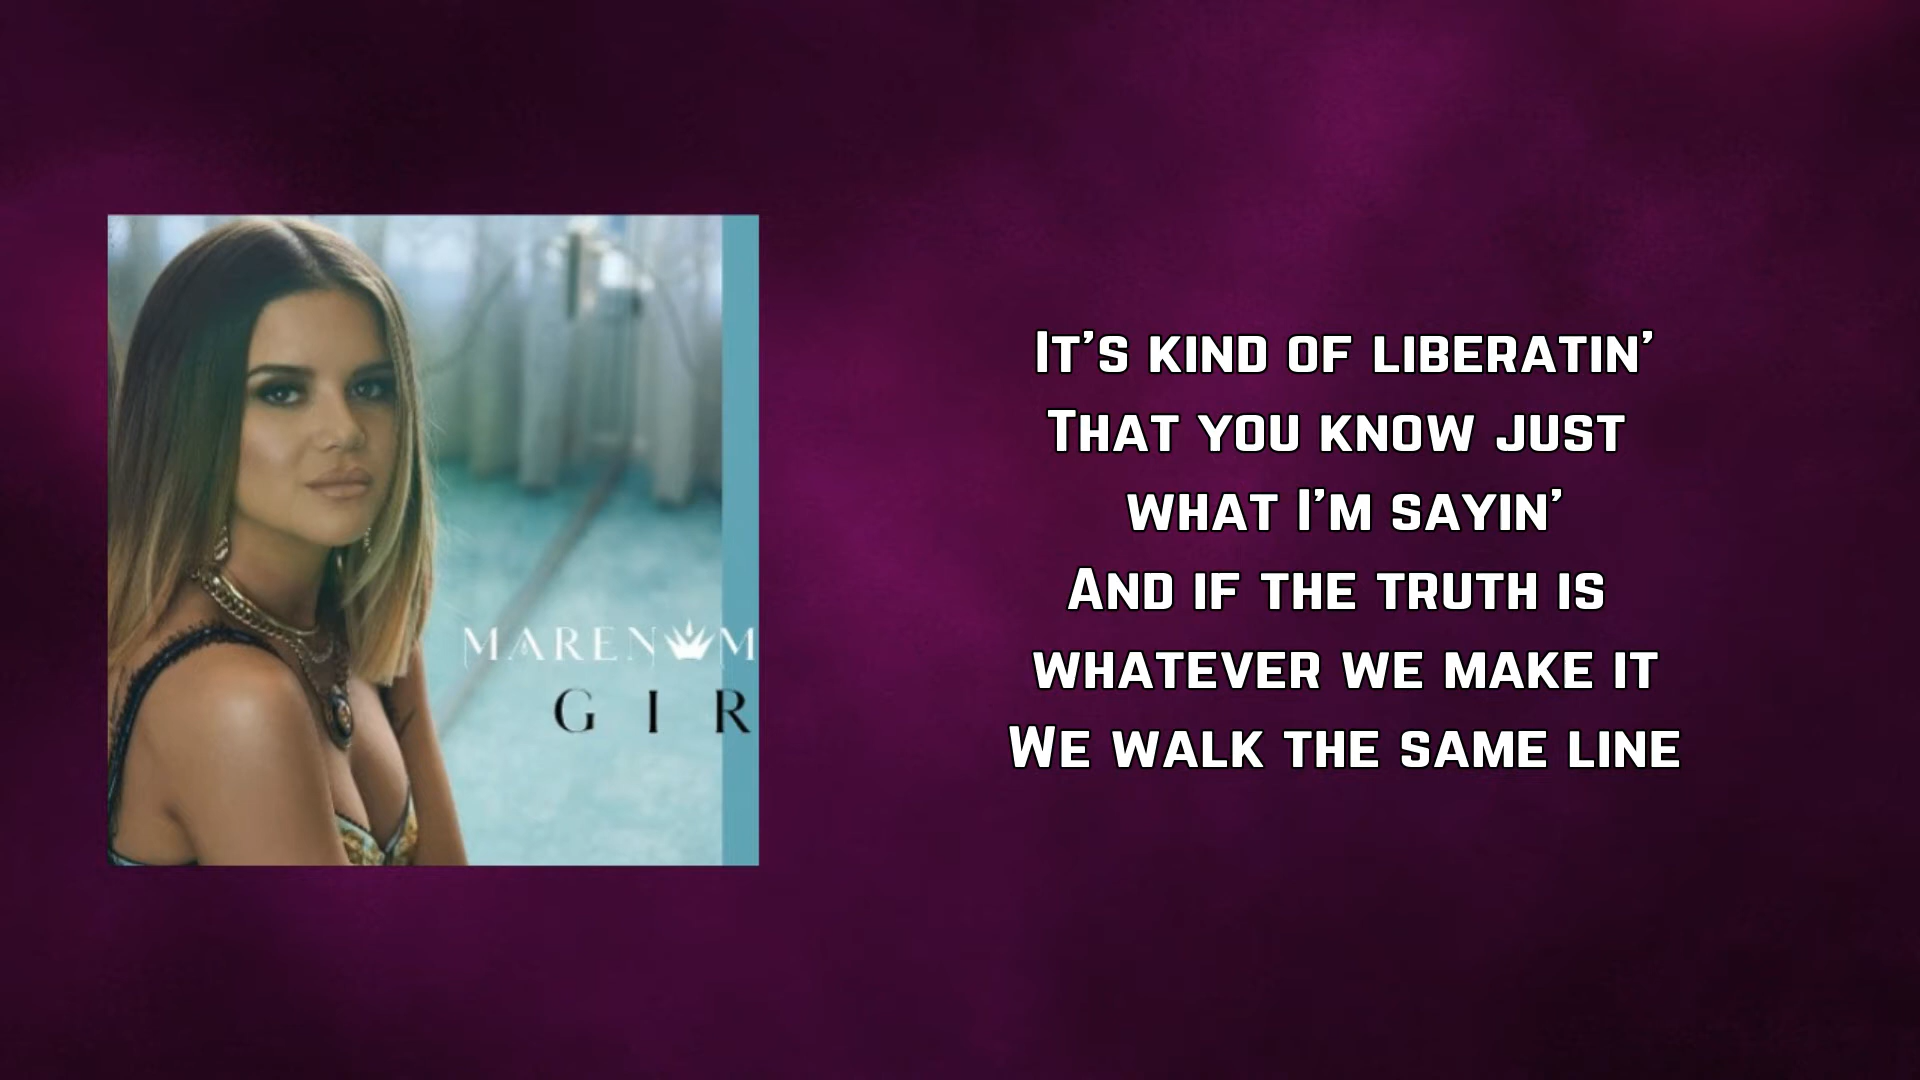 MAREN M
GIR
It's kind of liberatin'
That you know just
what I'm sayin'
And if the truth is
whatever we make it
We walk the same line